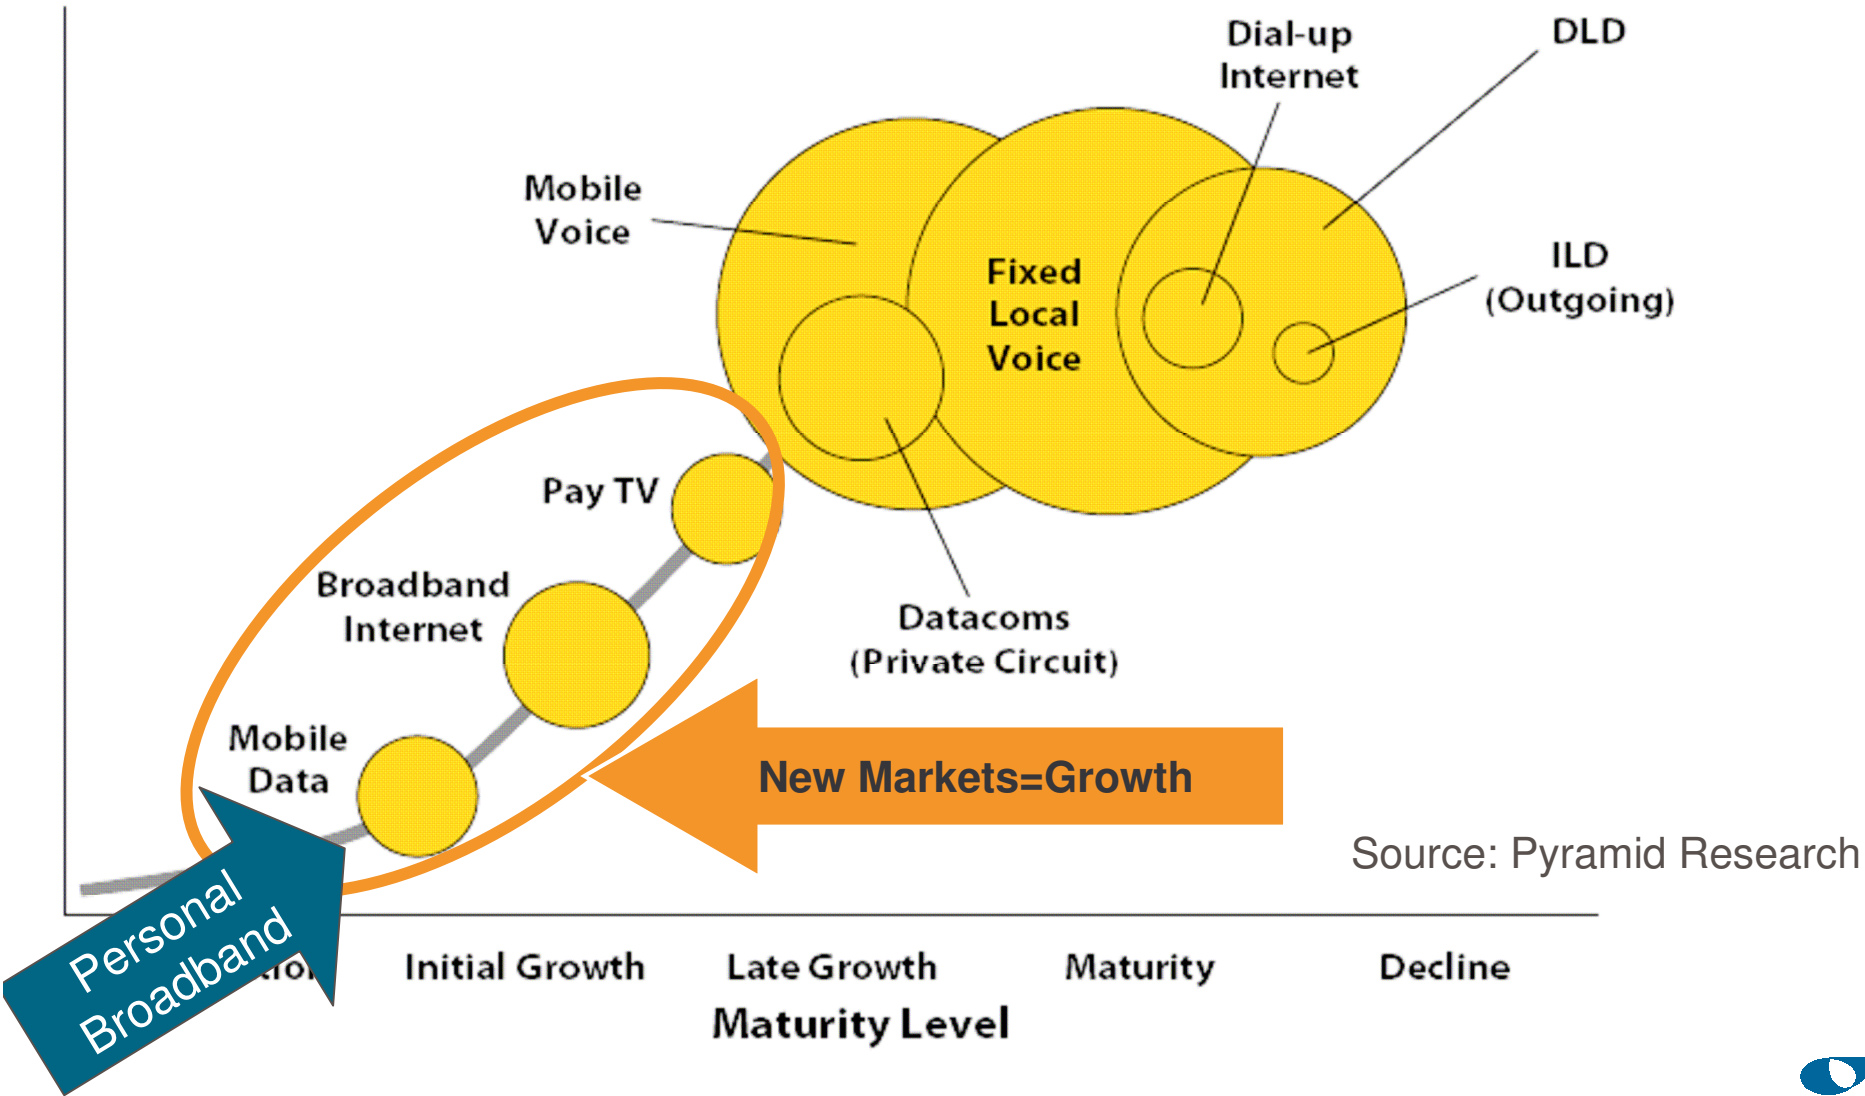 Dial-up
Internet
DLD
Mobile
Voice
Fixed
Local
Voice
ILD
(Outgoing)
Pay TV
Broadband
Internet
Datacoms
(Private Circuit)
Mobile
Data
New Markets=Growth
Source: Pyramid Research
Personal
Broadband
Initial Growth
Late Growth
Maturity
Decline
Maturity Level